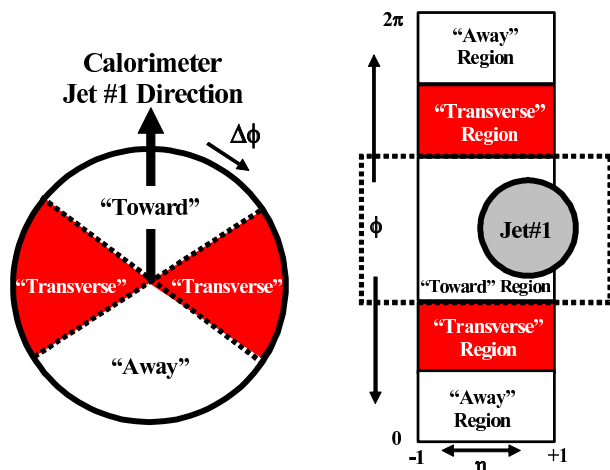 Calorimeter
Jet #1 Direction
Δϕ
“Toward”
“Transverse” “Transverse”
“Away”
2π
“Away”
Region
“Transverse”
Region
Jet#1
ϕ
“Toward” Region
“Transverse”
Region
“Away”
Region
0
-1 +1
η